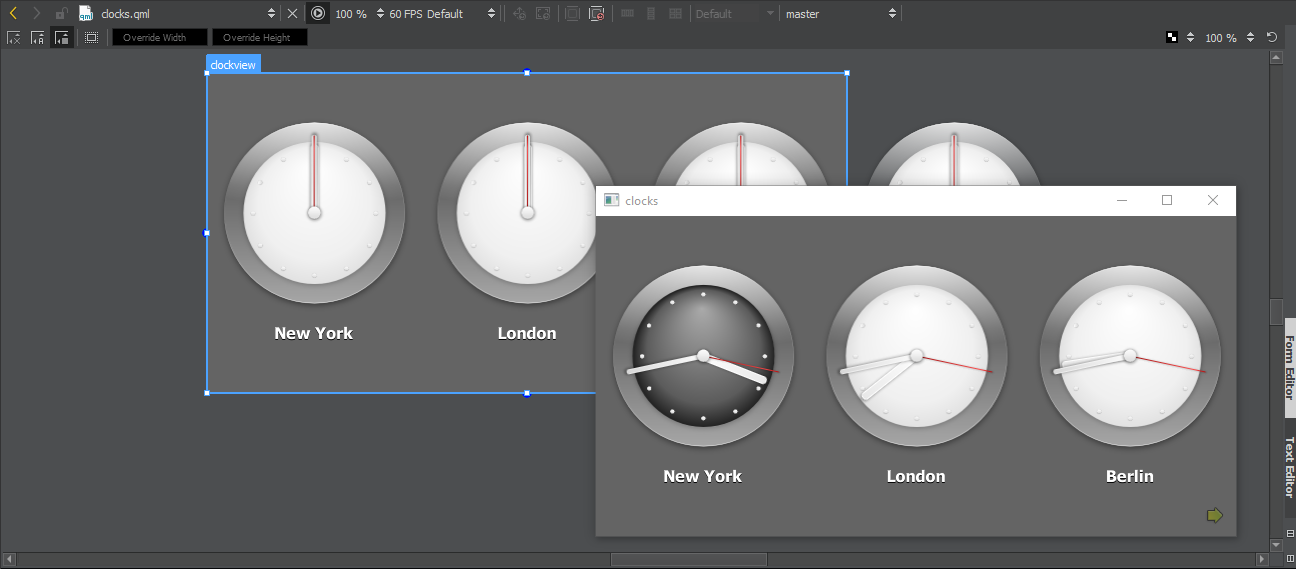 clocks.qml
100 %
60 FPS Default
Default
master
Override Width
Override Height
100 %
clockview
New York
London
clocks
New York
London
Berlin
Form Editor
Text Editor